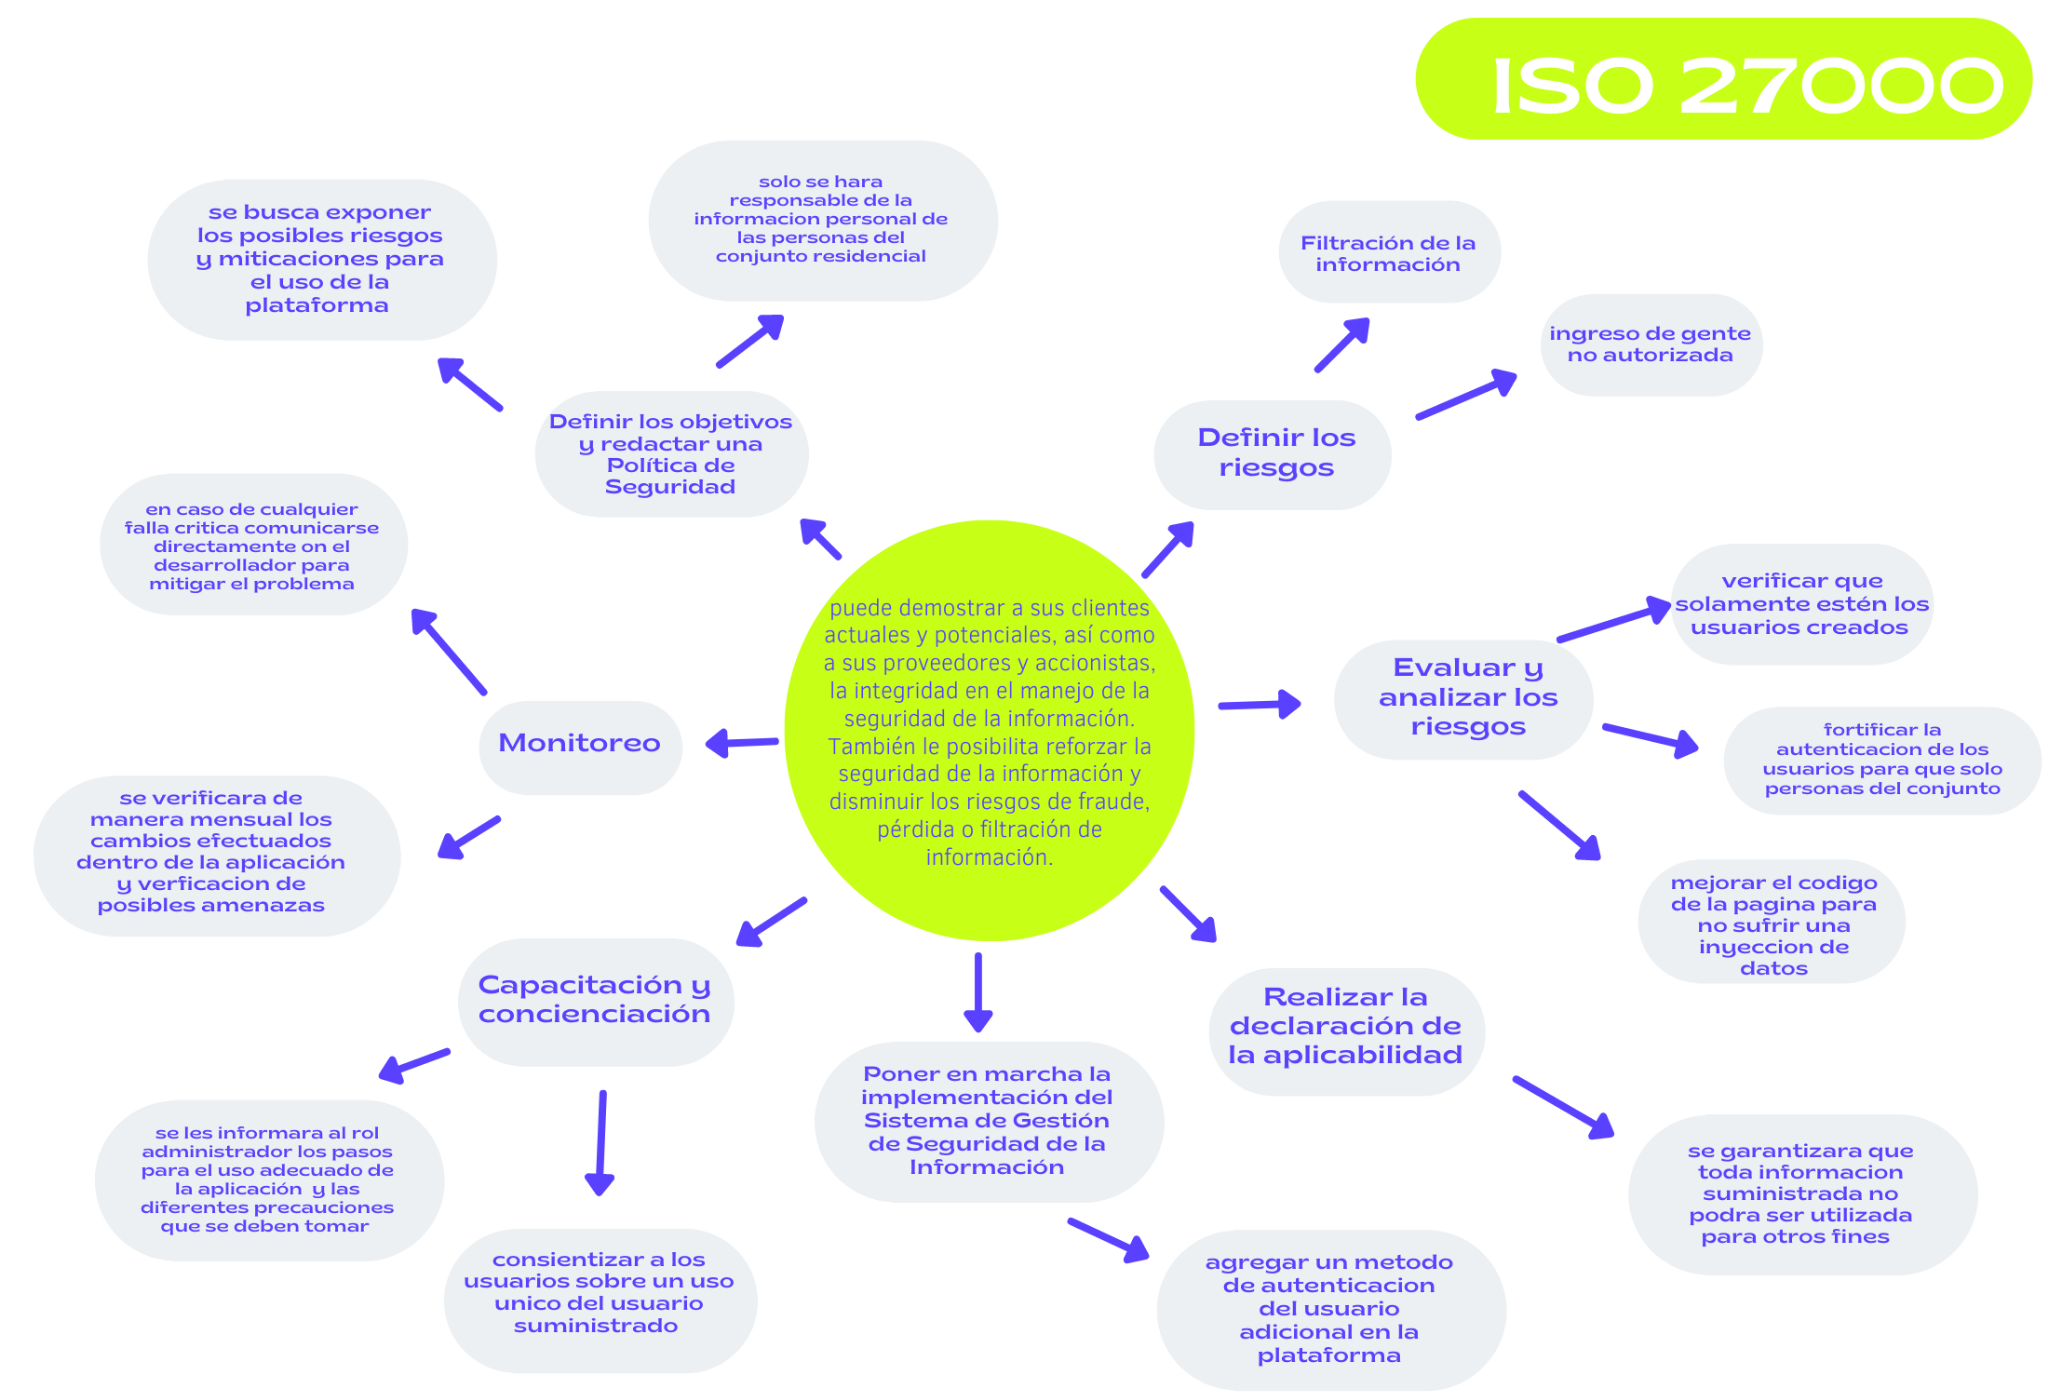 ISO 27000
solo se hara
responsable de la
informacion personal de
las personas del
conjunto residencial
se busca exponer
los posibles riesgos
y miticaciones para
el uso de la
plataforma
Definir los objetivos
y redactar una
Política de
Seguridad
Filtración de la
información
ingreso de gente
no autorizada
Definir los
riesgos
en caso de cualquier
falla critica comunicarse
directamente on el
desarrollador para
mitigar el problema
Monitoreo
se verificara de
manera mensual los
cambios efectuados
dentro de la aplicación
y verficacion de
posibles amenazas
puede demostrar a sus clientes
actuales y potenciales, así como
a sus proveedores y accionistas,
la integridad en el manejo de la
seguridad de la información.
También le posibilita reforzar la
seguridad de la información y
disminuir los riesgos de fraude,
pérdida o filtración de
información.
verificar que
solamente estén los
usuarios creados
Evaluar y
analizar los
riesgos
fortificar la
autenticacion de los
usuarios para que solo
personas del conjunto
mejorar el codigo
de la pagina para
no sufrir una
inyeccion de
datos
Capacitación y
concienciación
se les informara al rol
administrador los pasos
para el uso adecuado de
la aplicación y las
diferentes precauciones
que se deben tomar
consientizar a los
usuarios sobre un uso
unico del usuario
suministrado
Poner en marcha la
implementación del
Sistema de Gestión
de Seguridad de la
Información
agregar un metodo
de autenticacion
del usuario
adicional en la
plataforma
Realizar la
declaración de
la aplicabilidad
se garantizara que
toda informacion
suministrada no
podra ser utilizada
para otros fines